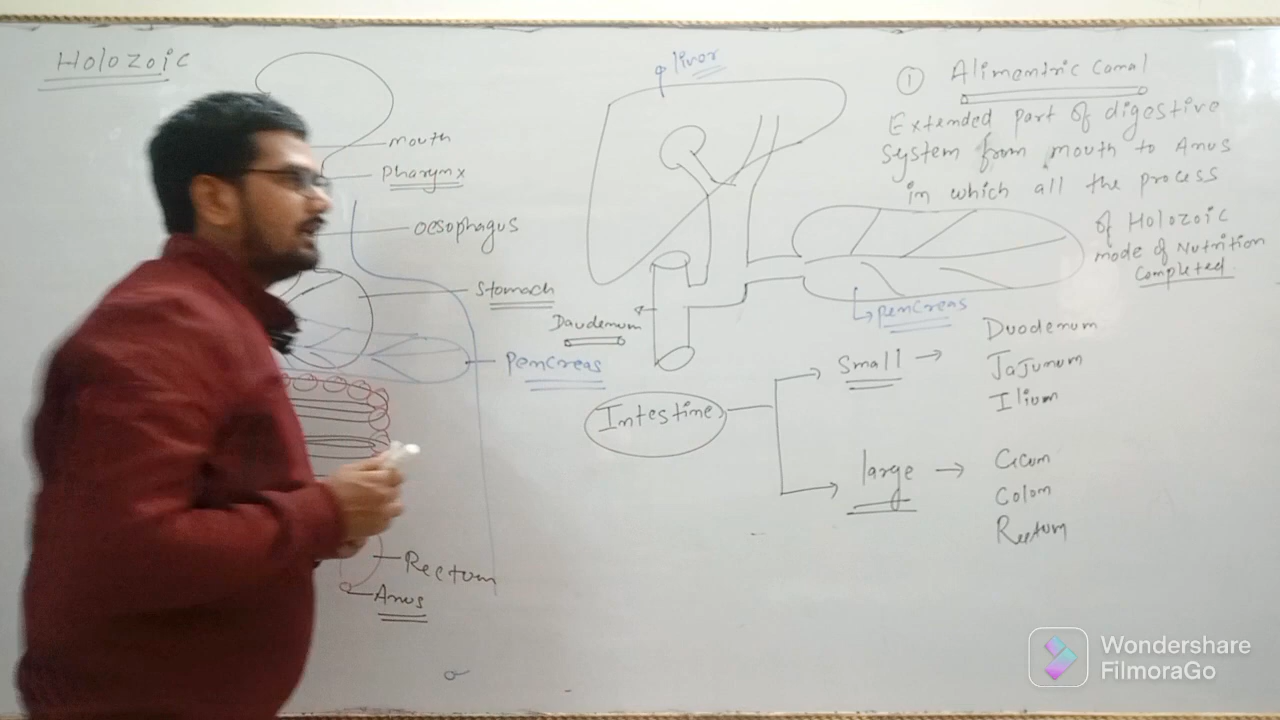 Holozoic
mouth
Pharynx
oesophagus
Stomach
Pencreas
Rectum
Anus
liver
Daudenum
Pencreas
① Alimentric Canal
Extended part of digestive
system from mouth to Anus
in which all the process
of Holozoic
mode of Nutrition
Completed.
Intestine
Small →
Duodenum
Jajunum
Ilium
large →
Cecum
Colom
Rectum
Wondershare
FilmoraGo